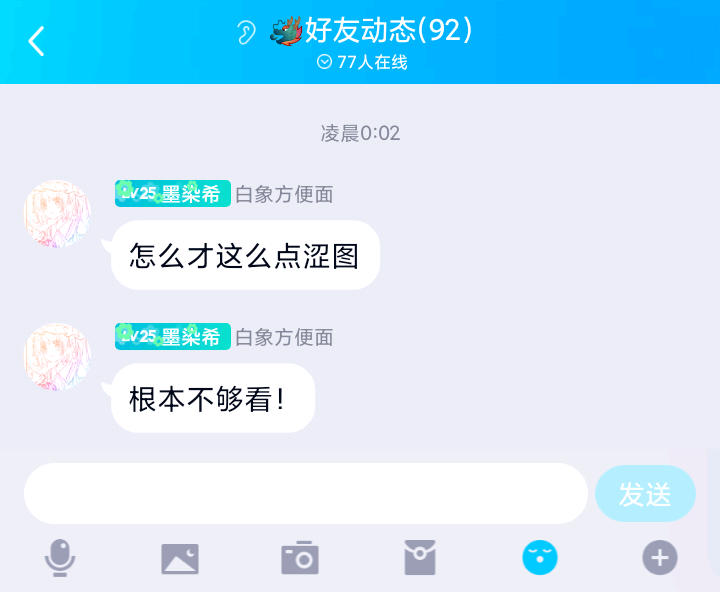 好友动态(92)
77人在线
凌晨0:02
LV25 墨染希 白象方便面
怎么才这么点涩图
LV25 墨染希 白象方便面
根本不够看!
发送